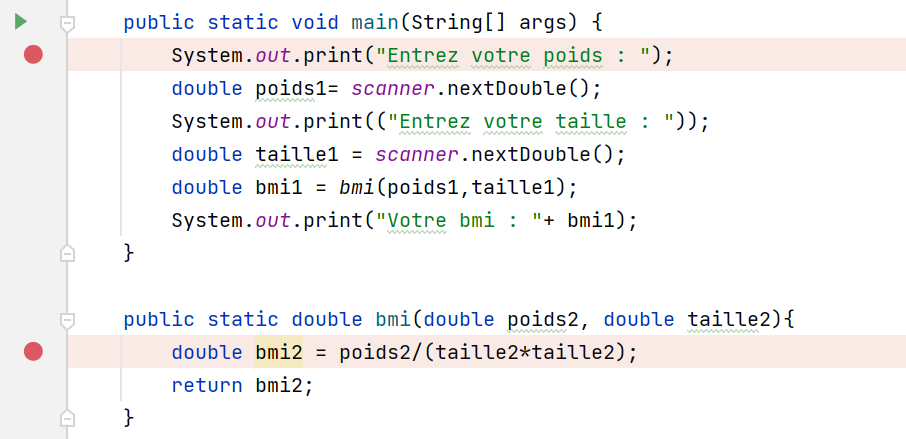 public static void main(String[] args) {
System.out.print("Entrez votre poids : ");
double poids1= scanner.nextDouble();
System.out.print(("Entrez votre taille : "));
double taille1 = scanner.nextDouble();
double bmi1 = bmi(poids1,taille1);
System.out.print("Votre bmi : "+ bmi1);
}
public static double bmi(double poids2, double taille2){
double bmi2 = poids2/(taille2*taille2);
return bmi2;
}